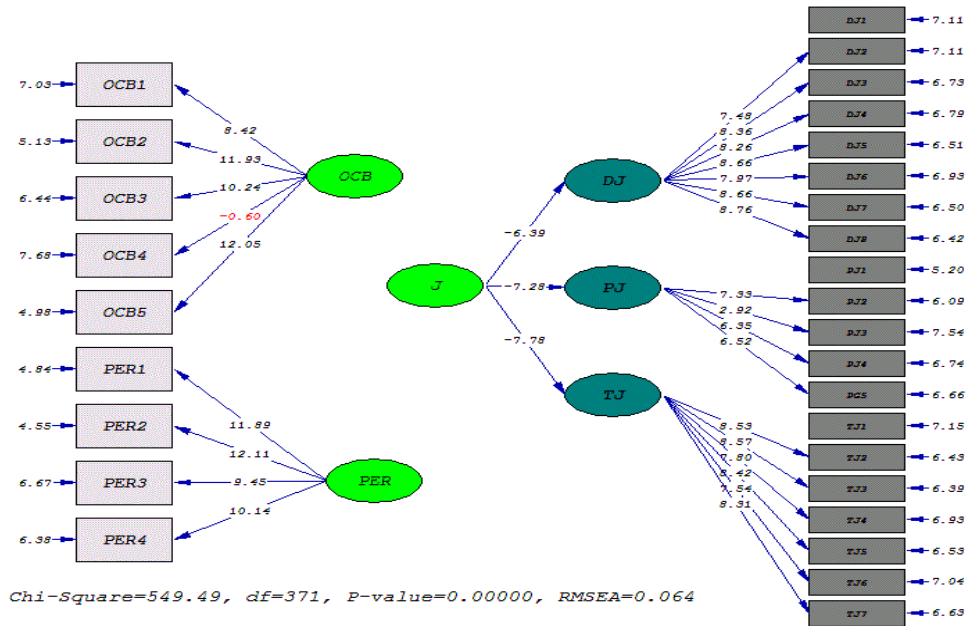 7.03 OCB1
5.13 OCB2
6.44 OCB3
7.68 OCB4
4.98 OCB5
4.84 PER1
4.55 PER2
6.67 PER3
6.38 PER4
8.42
11.93
10.24
-0.60
12.05
OCB
11.89
12.11
9.45
10.14
PER
J
-6.39
-7.28
-7.78
DJ
PJ
TJ
7.48
8.36
8.26
8.66
7.97
8.66
8.76
7.33
2.92
6.35
6.52
8.53
8.57
7.80
8.42
7.54
8.31
DJ1 7.11
DJ2 7.11
DJ3 6.73
DJ4 6.79
DJ5 6.51
DJ6 6.93
DJ7 6.50
DJ8 6.42
PJ1 5.20
PJ2 6.09
PJ3 7.54
PJ4 6.74
PG5 6.66
TJ1 7.15
TJ2 6.43
TJ3 6.39
TJ4 6.93
TJ5 6.53
TJ6 7.04
TJ7 6.63
Chi-Square=549.49, df=371, P-value=0.00000, RMSEA=0.064